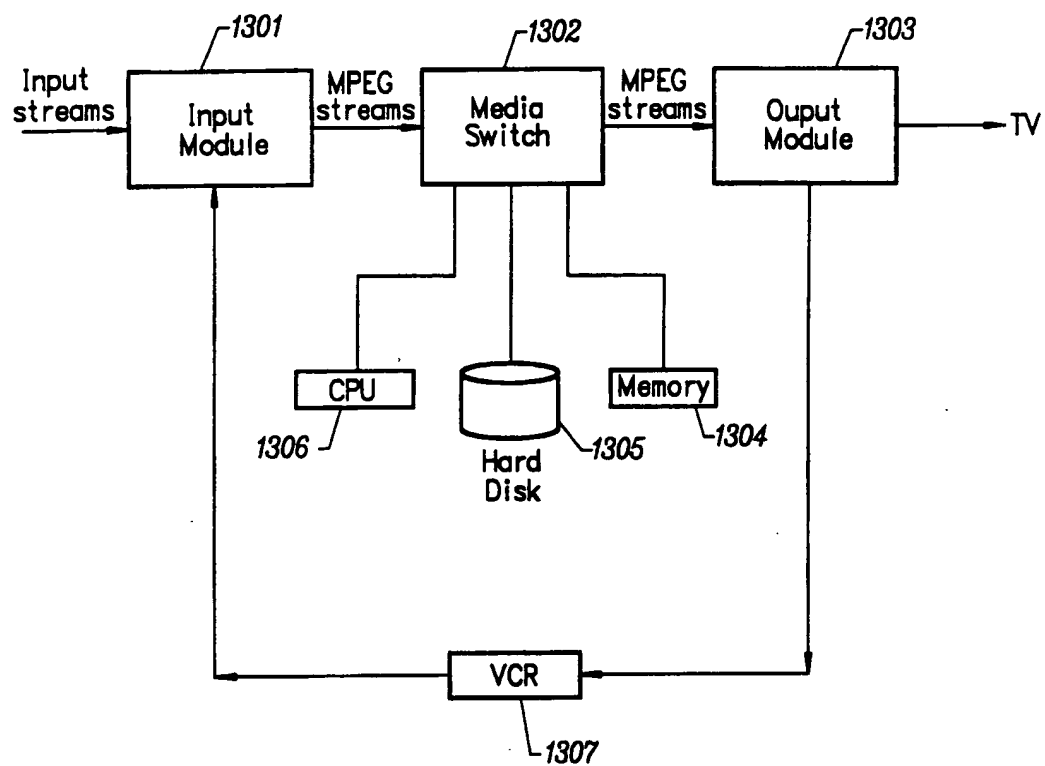 1301
1302
1303
Input
streams
Input
Module
MPEG
streams
Media
Switch
MPEG
streams
Ouput
Module
TV
CPU
1306
1305
Hard
Disk
Memory
1304
VCR
1307